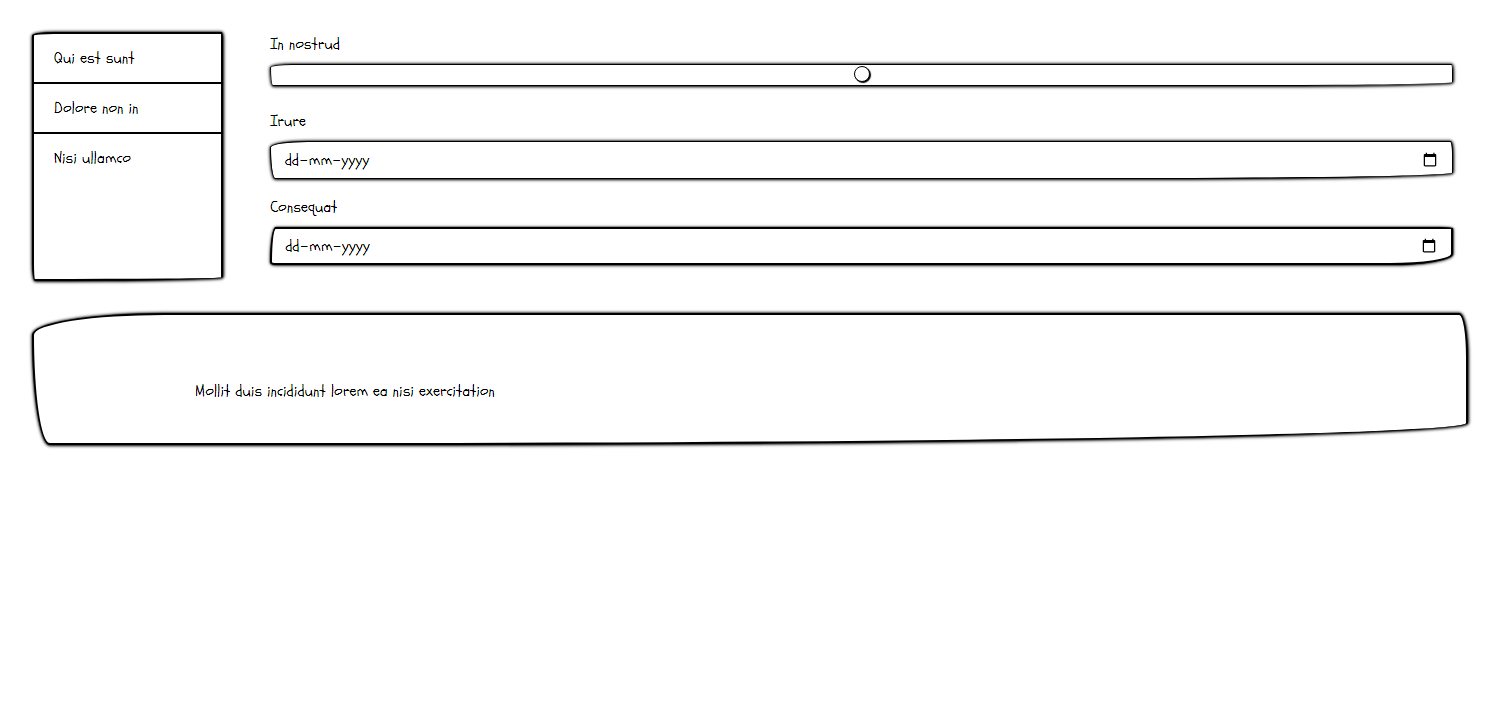 Qui est sunt
Dolore non in
Nisi ullamco
In nostrud
Irure
dd-mm-yyyy
Consequat
dd-mm-yyyy
Mollit duis incididunt lorem ea nisi exercitation